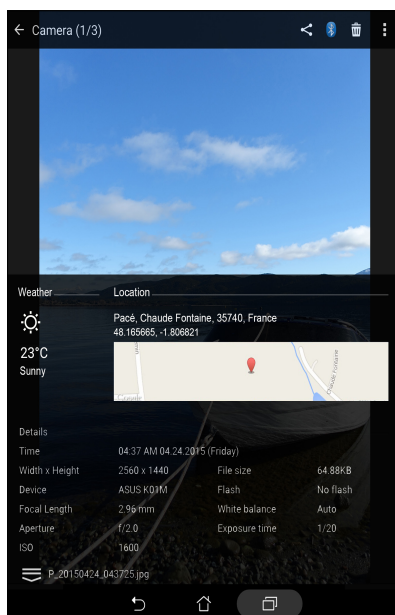 Camera (1/3)
Weather Location
Pacé, Chaude Fontaine, 35740, France
48.165665, -1.806821
23°C
Sunny
Chaude Fontaine
Google
Details
Time 04:37 AM 04.24.2015 (Friday)
Width x Height 2560 x 1440 File size 64.88KB
Device ASUS K01M Flash No flash
Focal Length 2.96 mm White balance Auto
Aperture f/2.0 Exposure time 1/20
ISO 1600
P_20150424_043725.jpg